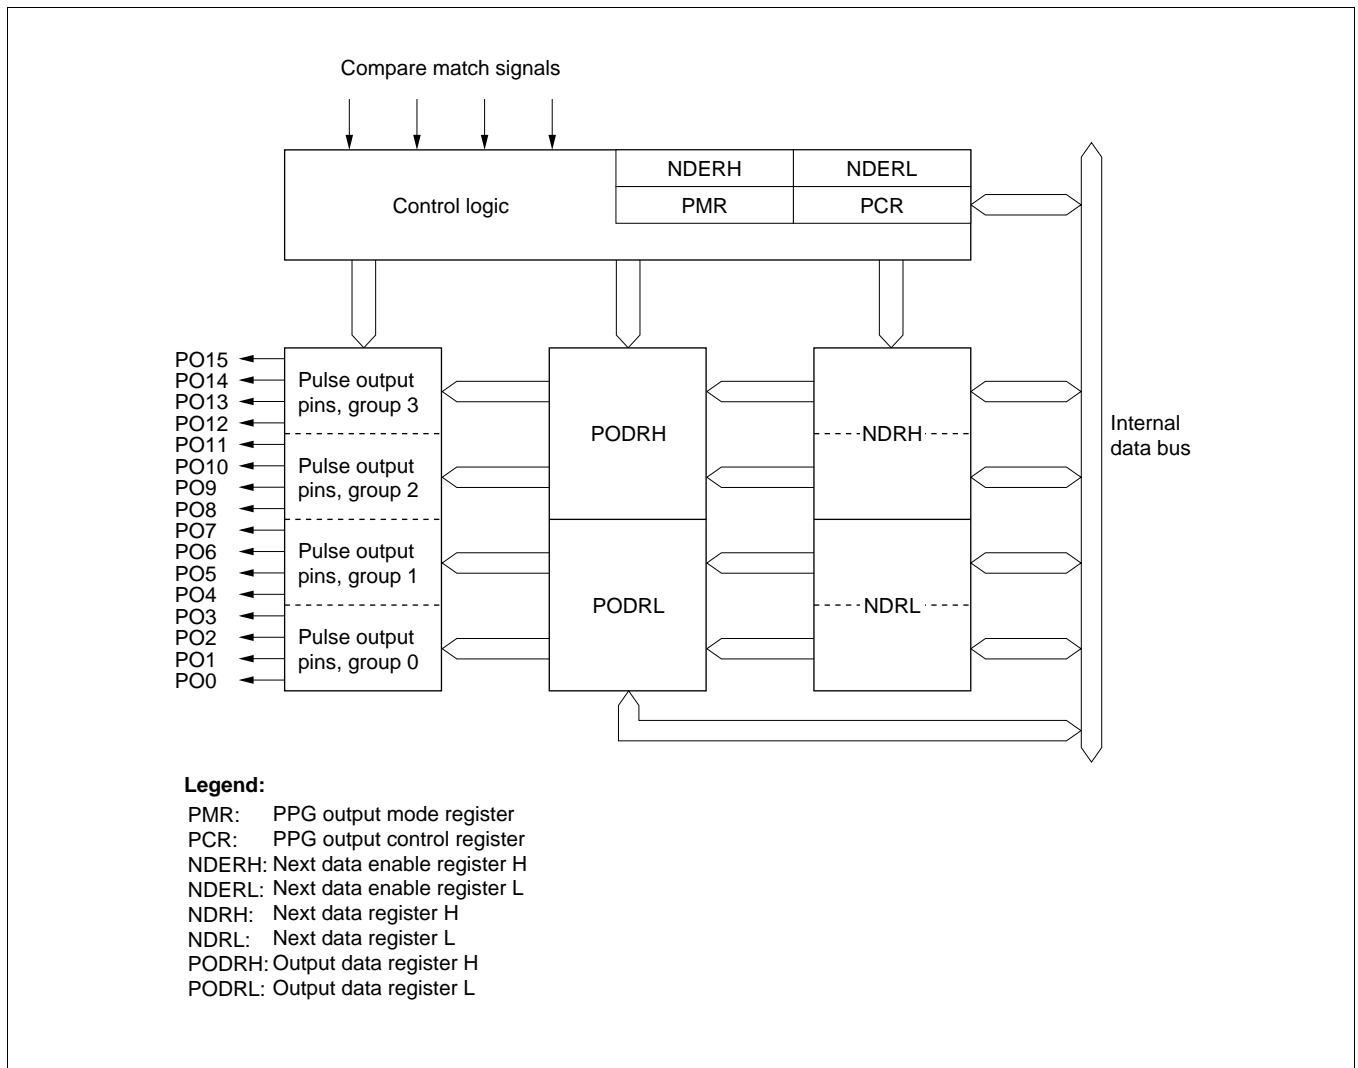 Compare match signals
NDERH NDERL
Control logic PMR PCR
PO15
PO14
PO13
PO12
PO11
PO10
PO9
PO8
PO7
PO6
PO5
PO4
PO3
PO2
PO1
PO0
Pulse output
pins, group 3
Pulse output
pins, group 2
Pulse output
pins, group 1
Pulse output
pins, group 0
PODRH
PODRL
NDRH
NDRL
Internal
data bus
Legend:
PMR: PPG output mode register
PCR: PPG output control register
NDERH: Next data enable register H
NDERL: Next data enable register L
NDRH: Next data register H
NDRL: Next data register L
PODRH: Output data register H
PODRL: Output data register L